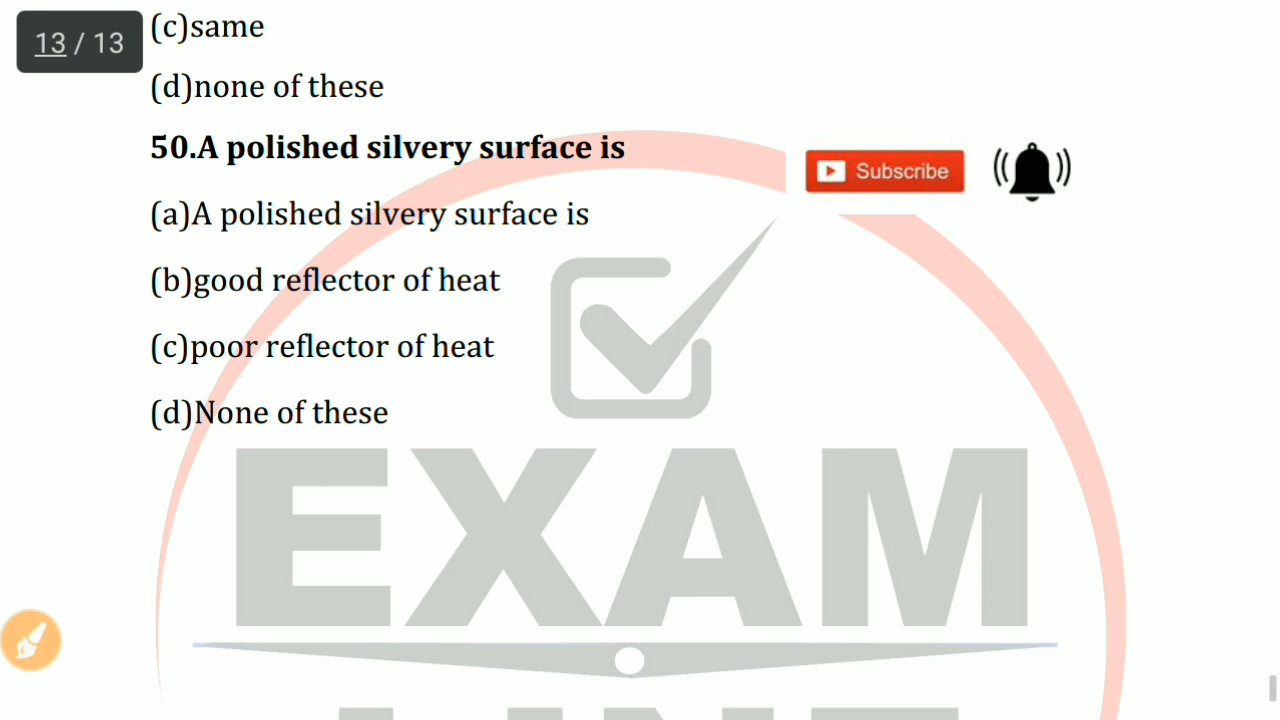 13 / 13
(c)same
(d)none of these
50.A polished silvery surface is
Subscribe
(a)A polished silvery surface is
(b)good reflector of heat
(c)poor reflector of heat
(d)None of these
EXAM